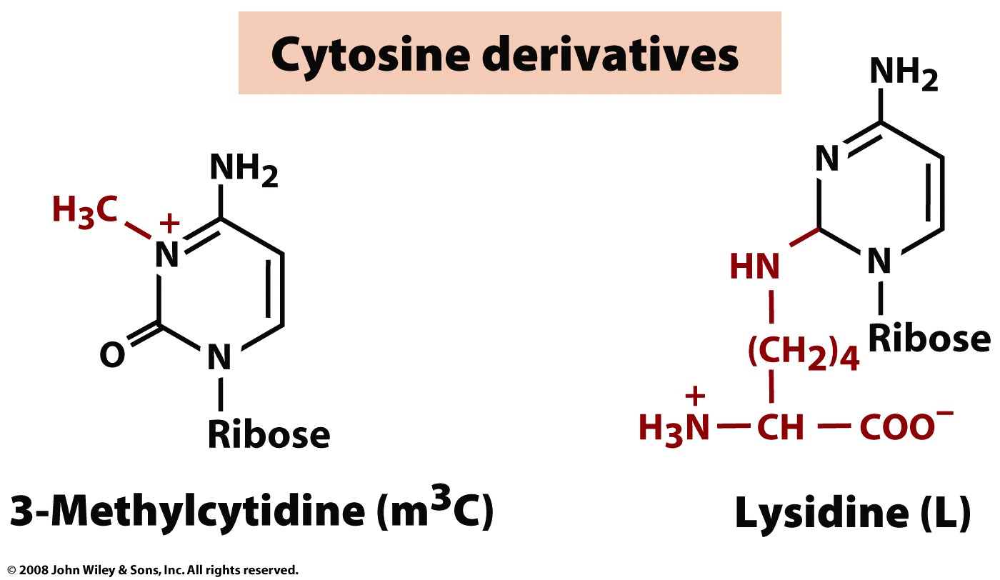 Cytosine derivatives
NH2
H3C
+
N
O
N
Ribose
3-Methylcytidine (m³C)
NH2
N
HN
N
Ribose
(CH2)4
+
H3N — CH — COO⁻
Lysidine (L)
© 2008 John Wiley & Sons, Inc. All rights reserved.